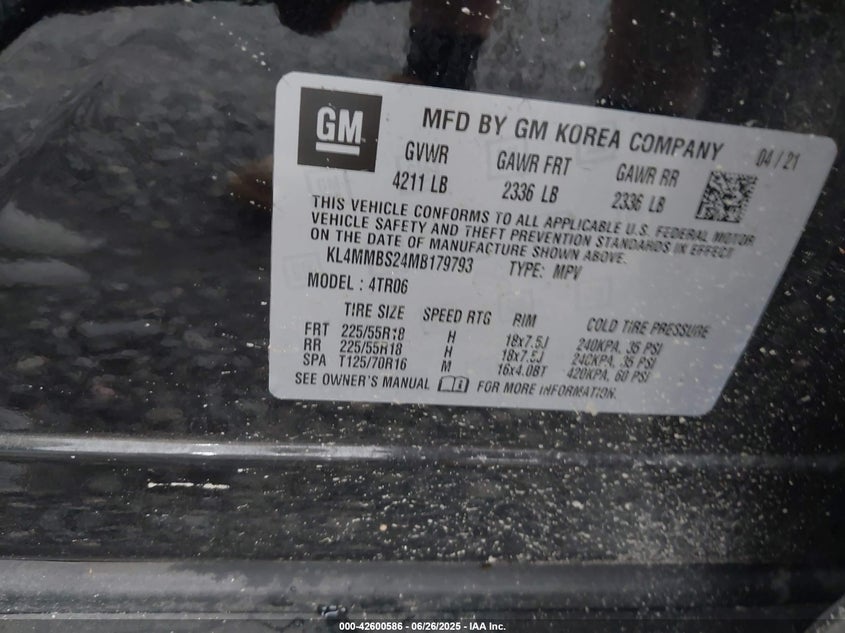 GM
MFD BY GM KOREA COMPANY 04/21
GVWR GAWR FRT GAWR RR
4211 LB 2336 LB 2336 LB
THIS VEHICLE CONFORMS TO ALL APPLICABLE U.S. FEDERAL MOTOR
VEHICLE SAFETY AND THEFT PREVENTION STANDARDS IN EFFECT
ON THE DATE OF MANUFACTURE SHOWN ABOVE.
KL4MMBS24MB179793 TYPE: MPV
MODEL : 4TR06
TIRE SIZE SPEED RTG RIM COLD TIRE PRESSURE
FRT 225/55R18 H 18x7.5J 240KPA, 35 PSI
RR 225/55R18 H 18x7.5J 240KPA, 35 PSI
SPA T125/70R16 M 16x4.0BT 420KPA, 60 PSI
SEE OWNER'S MANUAL FOR MORE INFORMATION.
000-42600586 - 06/26/2025 - IAA Inc.